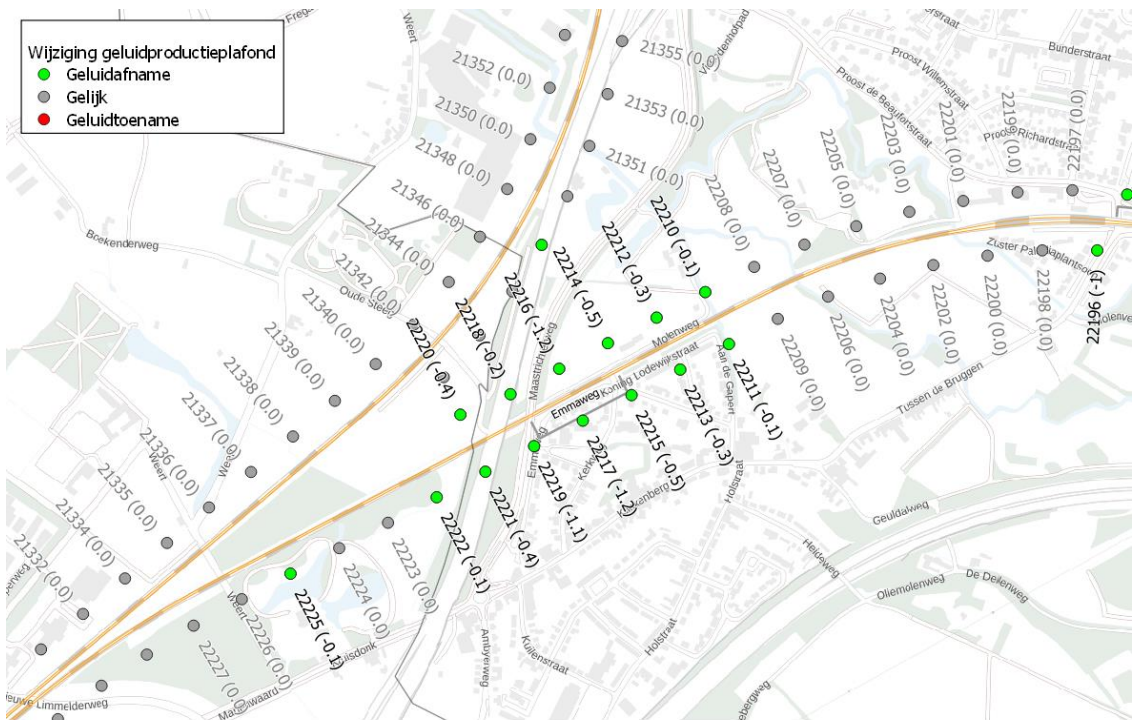 Wijziging geluidproductieplafond
Geluidafname
Gelijk
Geluidtoename
Weert
21352 (0.0)
21350 (0.0)
21348 (0.0)
21346 (0.0)
21344 (0.0)
21342 (0.0)
21340 (0.0)
21339 (0.0)
21338 (0.0)
21337 (0.0)
21336 (0.0)
21335 (0.0)
21334 (0.0)
21332 (0.0)
21355 (0.0)
21353 (0.0)
21351 (0.0)
Proost Willemstraat
Proost de Beaufortstraat
Bunderstraat
22197 (0.0)
22201 (0.0)
22203 (0.0)
22205 (0.0)
22207 (0.0)
22208 (0.0)
22210 (-0.1)
22212 (-0.3)
22214 (-0.5)
22216 (-1.2)
22218 (-0.2)
22220 (-0.4)
Boekenderweg
Oude Steeg
Molenweg
Koning Lodewijkstraat
Emmaweg
Aan de Gapert
22196 (-1)
22198 (0.0)
22200 (0.0)
22202 (0.0)
22204 (0.0)
22206 (0.0)
22209 (0.0)
22211 (-0.1)
22213 (-0.3)
22215 (-0.5)
22217 (-1.2)
22219 (-1.1)
22221 (-0.4)
22222 (-0.1)
22223 (0.0)
22224 (0.0)
22225 (-0.1)
22226 (0.0)
22227 (0.0)
Tussen de Bruggen
Holstraat
Geuldalweg
Heideweg
Oliemolenweg
De Dellenweg
Weert
Weert
Holstraat
Kuilenstraat
Ambyerweg